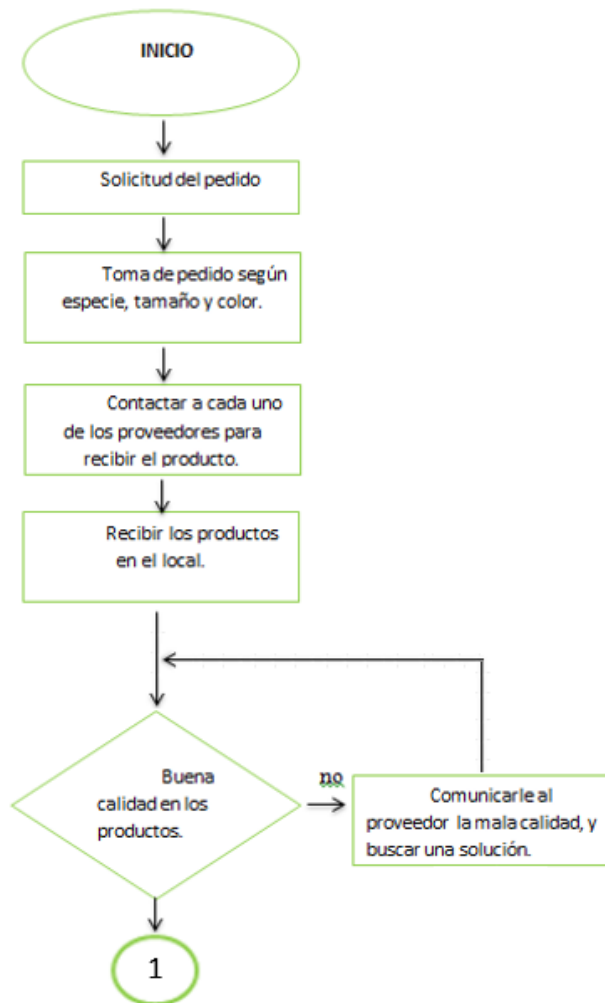 INICIO
Solicitud del pedido
Toma de pedido según
especie, tamaño y color.
Contactar a cada uno
de los proveedores para
recibir el producto.
Recibir los productos
en el local.
Buena
calidad en los
productos.
no
Comunicarle al
proveedor la mala calidad, y
buscar una solución.
1